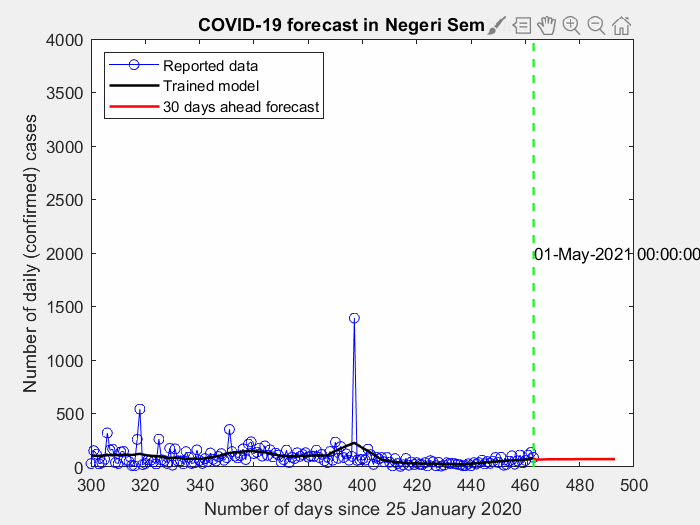 COVID-19 forecast in Negeri Sem
Number of daily (confirmed) cases
4000
3500
3000
2500
2000
1500
1000
500
0
Reported data
Trained model
30 days ahead forecast
01-May-2021 00:00:00
300 320 340 360 380 400 420 440 460 480 500
Number of days since 25 January 2020